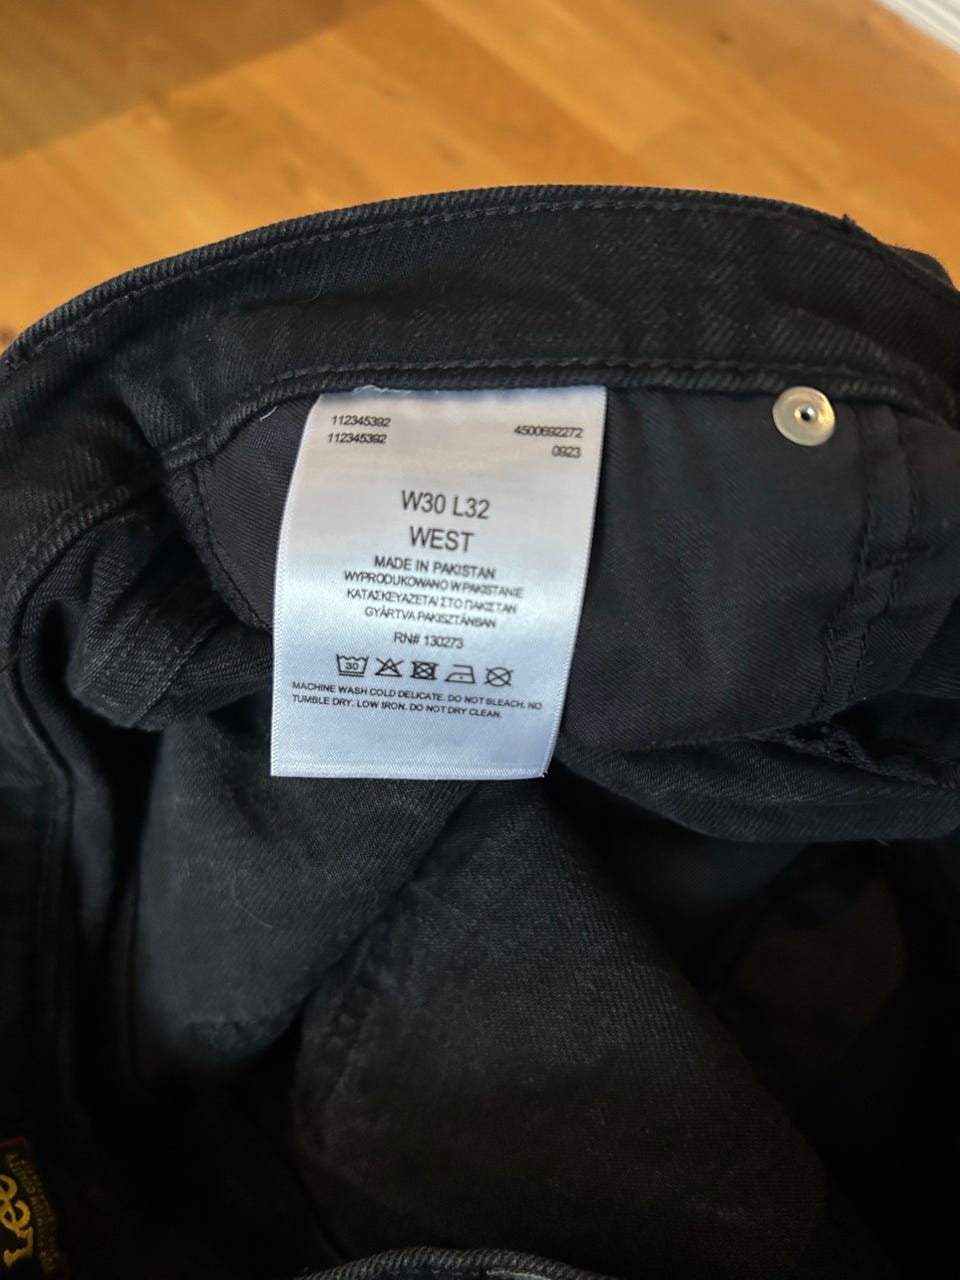 112345392
112345392
4500692272
0923
W30 L32
WEST
MADE IN PAKISTAN
WYPRODUKOWANO W PAKISTANIE
ΚΑΤΑΣΚΕΥΑΖΕΤΑΙ ΣΤΟ ΠΑΚΙΣΤΑΝ
GYÁRTVA PAKISZTÁNBAN
RN# 130273
30
MACHINE WASH COLD DELICATE. DO NOT BLEACH. NO
TUMBLE DRY. LOW IRON. DO NOT DRY CLEAN.
Lee